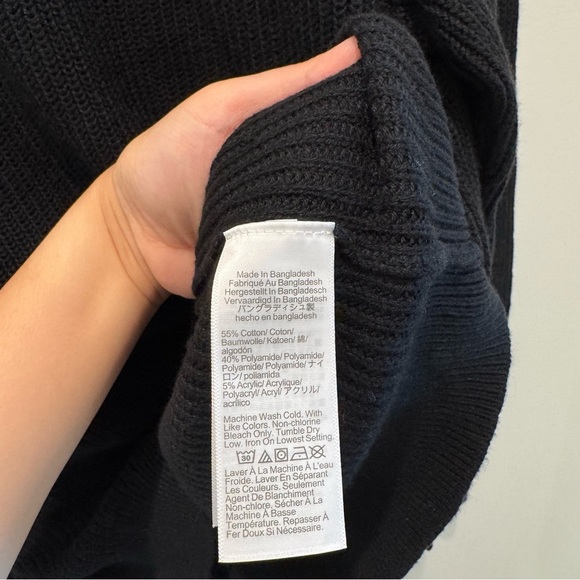 Made In Bangladesh
Fabriqué Au Bangladesh
Hergestellt In Bangladesch
Vervaardigd In Bangladesh
バングラディシュ製
hecho en bangladesh
55% Cotton/ Coton/
Baumwolle/ Katoen/ 綿/
algodón
40% Polyamide/ Polyamide/
Polyamide/ Polyamide/ ナイ
ロン/ poliamida
5% Acrylic/ Acrylique/
Polyacryl/ Acryl/ アクリル/
acrílico
Machine Wash Cold. With
Like Colors. Non-chlorine
Bleach Only. Tumble Dry
Low. Iron On Lowest Setting.
30
Laver À La Machine À L'eau
Froide. Laver En Séparant
Les Couleurs. Seulement
Agent De Blanchiment
Non-chlore. Sécher À La
Machine À Basse
Température. Repasser À
Fer Doux Si Nécessaire.